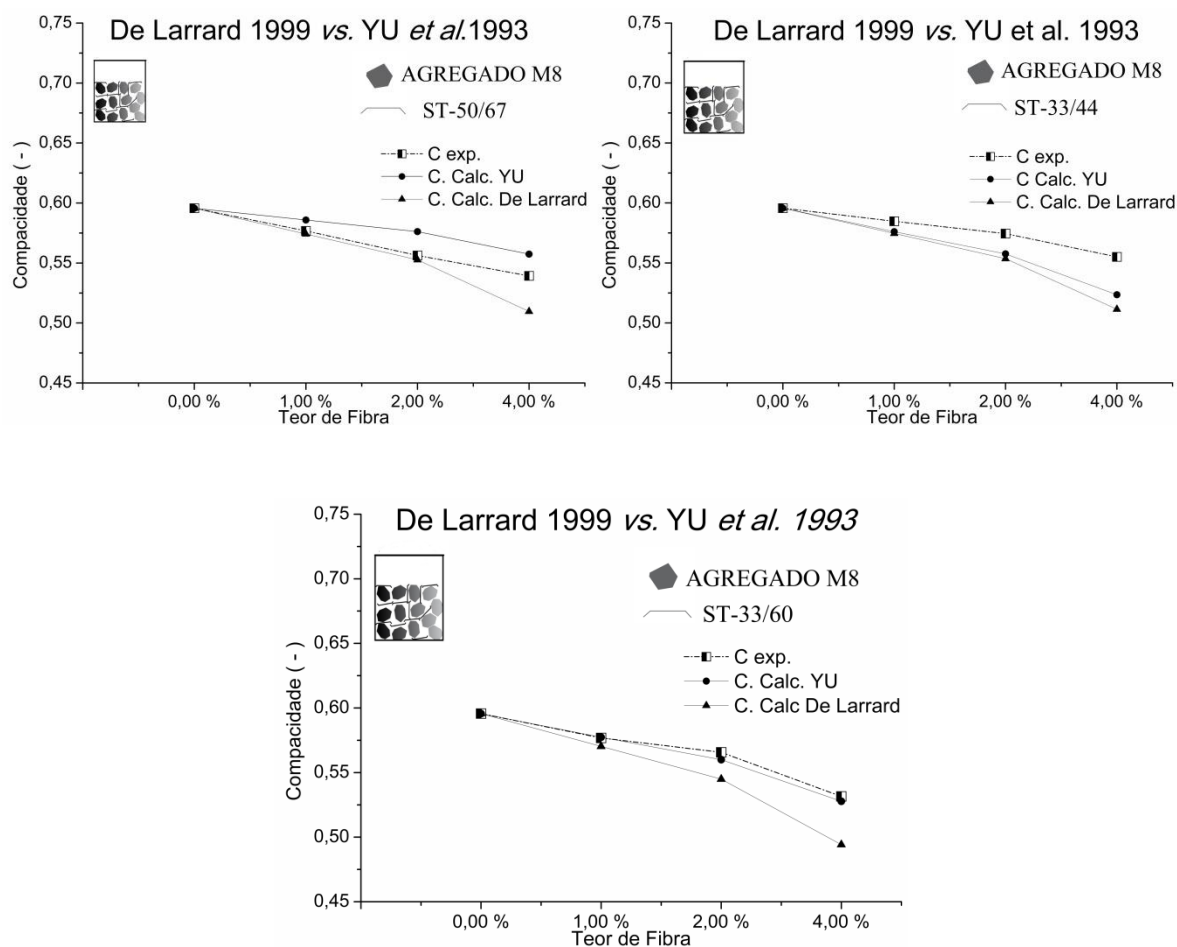 De Larrard 1999 vs. YU et al.1993
AGREGADO M8
ST-50/67
C exp.
C. Calc. YU
C. Calc. De Larrard
Compacidade ( - )
0,75
0,70
0,65
0,60
0,55
0,50
0,45
0,00 %
1,00 %
2,00 %
4,00 %
Teor de Fibra
De Larrard 1999 vs. YU et al. 1993
AGREGADO M8
ST-33/44
C exp.
C Calc. YU
C. Calc. De Larrard
Compacidade ( - )
0,75
0,70
0,65
0,60
0,55
0,50
0,45
0,00 %
1,00 %
2,00 %
4,00 %
Teor de Fibra
De Larrard 1999 vs. YU et al. 1993
AGREGADO M8
ST-33/60
C exp.
C. Calc. YU
C. Calc De Larrard
Compacidade ( - )
0,75
0,70
0,65
0,60
0,55
0,50
0,45
0,00 %
1,00 %
2,00 %
4,00 %
Teor de Fibra